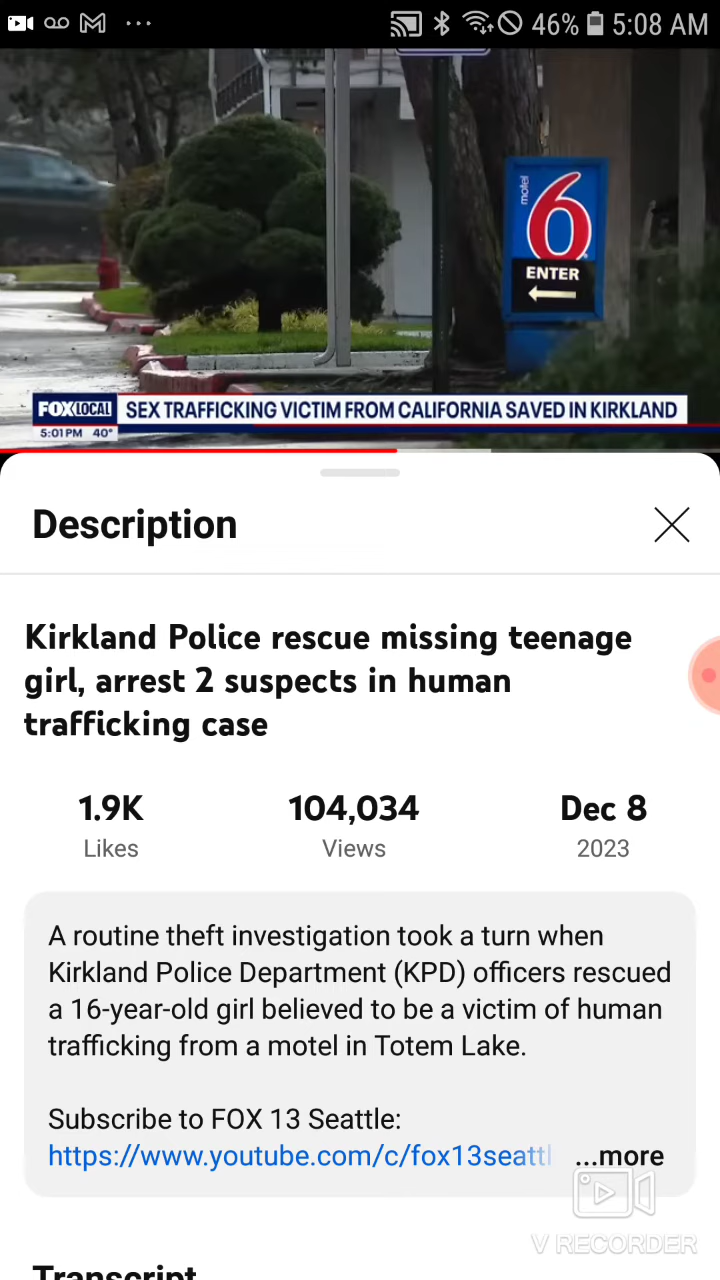 46% 5:08 AM
motel
6
ENTER
FOX LOCAL
SEX TRAFFICKING VICTIM FROM CALIFORNIA SAVED IN KIRKLAND
5:01PM 40°
Description
Kirkland Police rescue missing teenage
girl, arrest 2 suspects in human
trafficking case
1.9K 104,034 Dec 8
Likes Views 2023
A routine theft investigation took a turn when
Kirkland Police Department (KPD) officers rescued
a 16-year-old girl believed to be a victim of human
trafficking from a motel in Totem Lake.
Subscribe to FOX 13 Seattle:
https://www.youtube.com/c/fox13seattl ...more
V RECORDER
Transcript